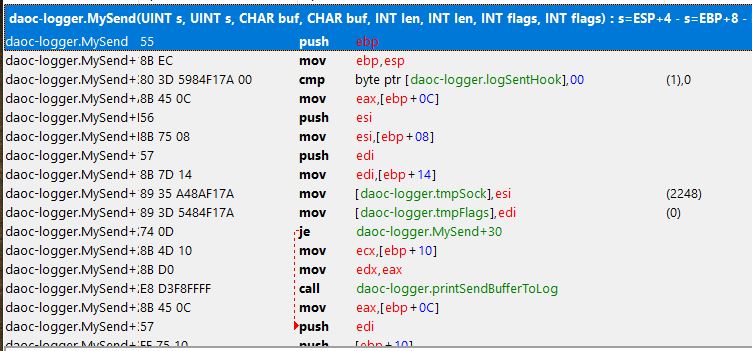 daoc-logger.MySend(UINT s, UINT s, CHAR buf, CHAR buf, INT len, INT len, INT flags, INT flags) : s=ESP+4 - s=EBP+8 -
daoc-logger.MySend 55 push ebp
daoc-logger.MySend+ 8B EC mov ebp,esp
daoc-logger.MySend+ 80 3D 5984F17A 00 cmp byte ptr [daoc-logger.logSentHook],00 (1),0
daoc-logger.MySend+ 8B 45 0C mov eax,[ebp+0C]
daoc-logger.MySend+ 56 push esi
daoc-logger.MySend+ 8B 75 08 mov esi,[ebp+08]
daoc-logger.MySend+ 57 push edi
daoc-logger.MySend+ 8B 7D 14 mov edi,[ebp+14]
daoc-logger.MySend+ 89 35 A48AF17A mov [daoc-logger.tmpSock],esi (2248)
daoc-logger.MySend+ 89 3D 5484F17A mov [daoc-logger.tmpFlags],edi (0)
daoc-logger.MySend+ 74 0D je daoc-logger.MySend+30
daoc-logger.MySend+ 8B 4D 10 mov ecx,[ebp+10]
daoc-logger.MySend+ 8B D0 mov edx,eax
daoc-logger.MySend+ E8 D3F8FFFF call daoc-logger.printSendBufferToLog
daoc-logger.MySend+ 8B 45 0C mov eax,[ebp+0C]
daoc-logger.MySend+ 57 push edi
daoc-logger.MySend+ FF 75 10 push [ebp+10]